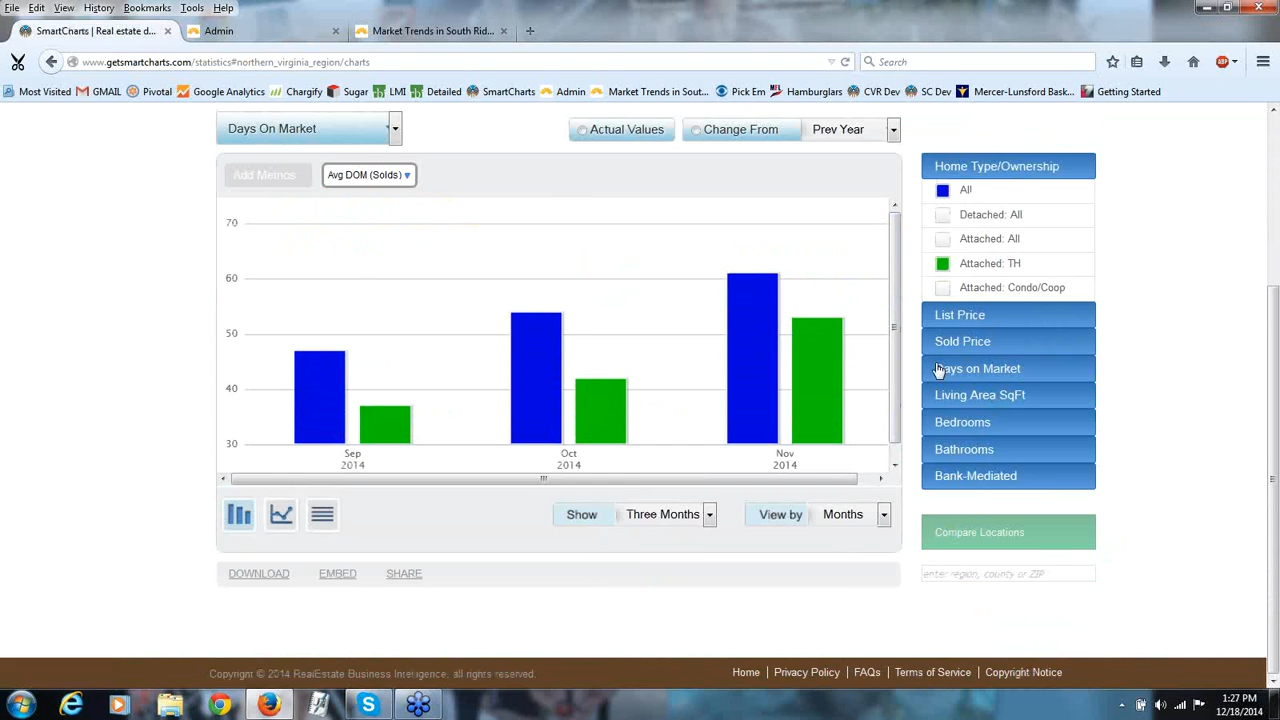 File Edit View History Bookmarks Tools Help
SmartCharts | Real estate d... × Admin × Market Trends in South Rid... × +
www.getsmartcharts.com/statistics#northern_virginia_region/charts Search
Most Visited GMAIL Pivotal Google Analytics Chargify Sugar LMI Detailed SmartCharts Admin Market Trends in Sout... Pick Em Hamburglars CVR Dev SC Dev Mercer-Lunsford Bask... Getting Started
Days On Market Actual Values Change From Prev Year
Add Metrics Avg DOM (Solds)
Home Type/Ownership
All
Detached: All
Attached: All
Attached: TH
Attached: Condo/Coop
List Price
Sold Price
Days on Market
Living Area SqFt
Bedrooms
Bathrooms
Bank-Mediated
70
60
50
40
30
Sep Oct Nov
2014 2014 2014
Show Three Months View by Months
Compare Locations
enter region, county or ZIP
DOWNLOAD EMBED SHARE
Copyright © 2014 RealEstate Business Intelligence, all rights reserved. Home | Privacy Policy | FAQs | Terms of Service | Copyright Notice
1:27 PM
12/18/2014